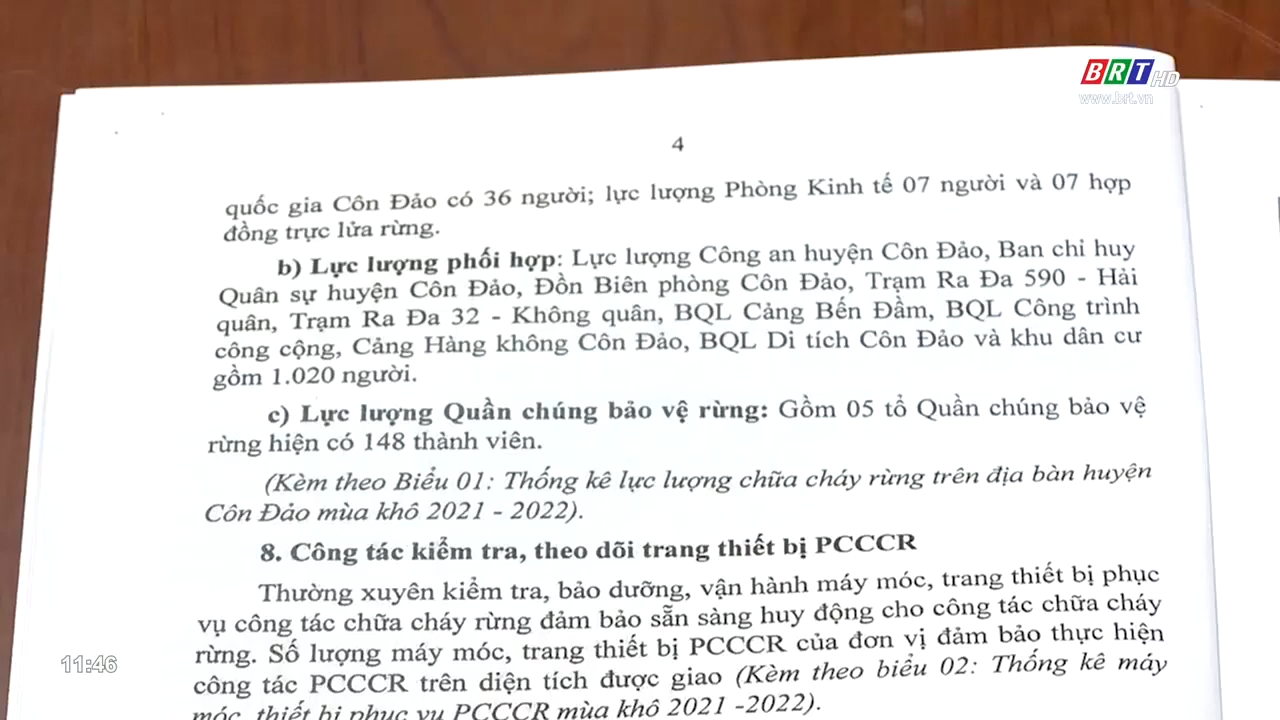 BRT HD
www.brt.vn
4
quốc gia Côn Đảo có 36 người; lực lượng Phòng Kinh tế 07 người và 07 hợp
đồng trực lửa rừng.
b) Lực lượng phối hợp: Lực lượng Công an huyện Côn Đảo, Ban chỉ huy
Quân sự huyện Côn Đảo, Đồn Biên phòng Côn Đảo, Trạm Ra Đa 590 - Hải
quân, Trạm Ra Đa 32 - Không quân, BQL Cảng Bến Đầm, BQL Công trình
công cộng, Cảng Hàng không Côn Đảo, BQL Di tích Côn Đảo và khu dân cư
gồm 1.020 người.
c) Lực lượng Quần chúng bảo vệ rừng: Gồm 05 tổ Quần chúng bảo vệ
rừng hiện có 148 thành viên.
(Kèm theo Biểu 01: Thống kê lực lượng chữa cháy rừng trên địa bàn huyện
Côn Đảo mùa khô 2021 - 2022).
8. Công tác kiểm tra, theo dõi trang thiết bị PCCCR
Thường xuyên kiểm tra, bảo dưỡng, vận hành máy móc, trang thiết bị phục
vụ công tác chữa cháy rừng đảm bảo sẵn sàng huy động cho công tác chữa cháy
rừng. Số lượng máy móc, trang thiết bị PCCCR của đơn vị đảm bảo thực hiện
công tác PCCCR trên diện tích được giao (Kèm theo biểu 02: Thống kê máy
móc, thiết bị phục vụ PCCCR mùa khô 2021 -2022).
11:46